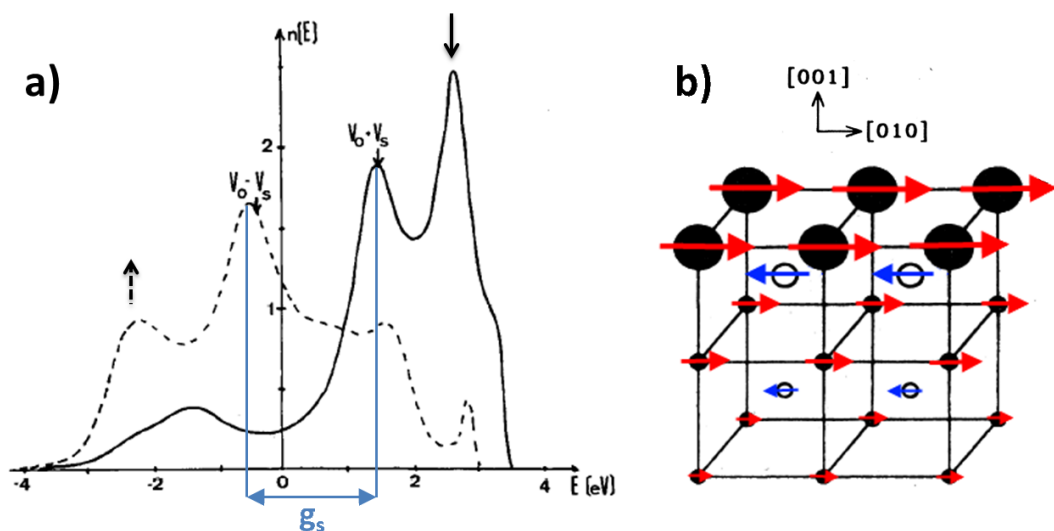 a)
n(E)
V₀ - Vₛ
V₀ + Vₛ
2
1
-4
-2
0
2
4
E (eV)
gₛ
b)
[001]
[010]